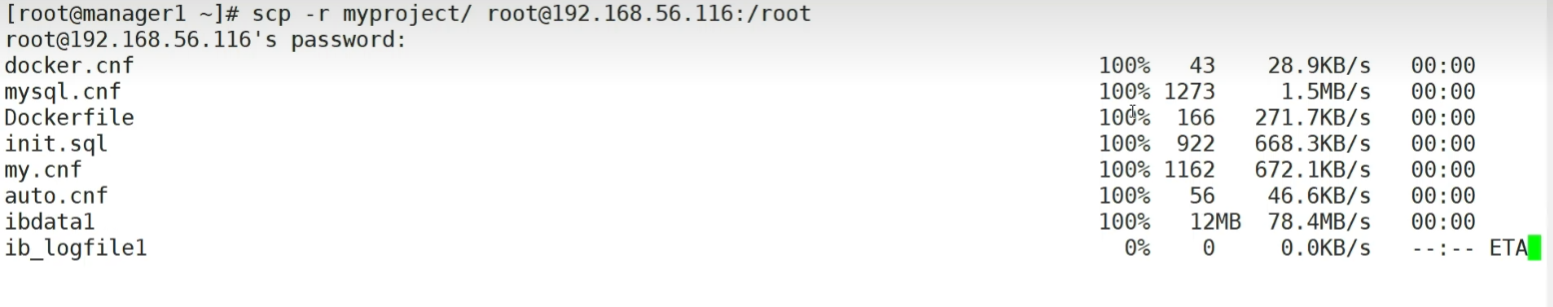 [root@manager1 ~]# scp -r myproject/ root@192.168.56.116:/root
root@192.168.56.116's password:
docker.cnf 100% 43 28.9KB/s 00:00
mysql.cnf 100% 1273 1.5MB/s 00:00
Dockerfile 100% 166 271.7KB/s 00:00
init.sql 100% 922 668.3KB/s 00:00
my.cnf 100% 1162 672.1KB/s 00:00
auto.cnf 100% 56 46.6KB/s 00:00
ibdata1 100% 12MB 78.4MB/s 00:00
ib_logfile1 0% 0 0.0KB/s --:-- ETA